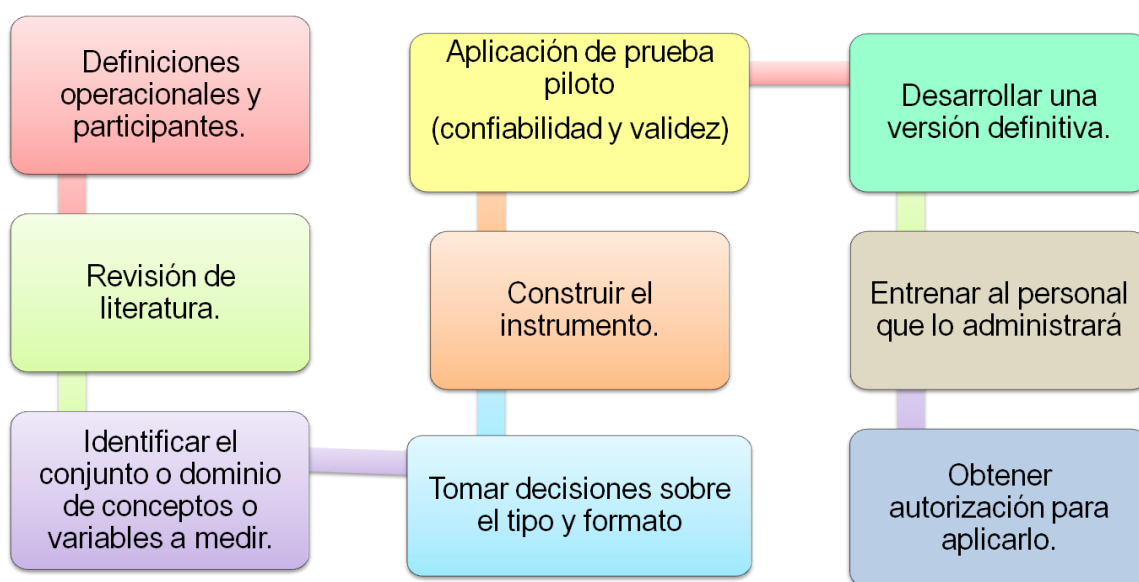 Definiciones
operacionales y
participantes.
Revisión de
literatura.
Identificar el
conjunto o dominio
de conceptos o
variables a medir.
Tomar decisiones sobre
el tipo y formato
Construir el
instrumento.
Aplicación de prueba
piloto
(confiabilidad y validez)
Desarrollar una
versión definitiva.
Entrenar al personal
que lo administrará
Obtener
autorización para
aplicarlo.